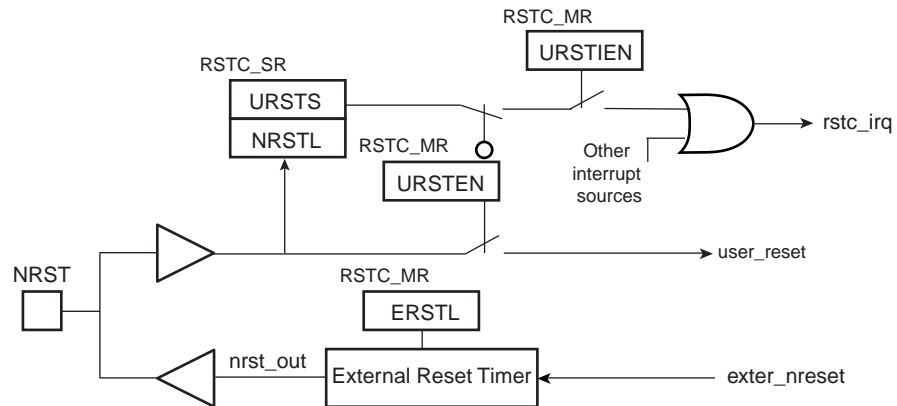 RSTC_MR
URSTIEN
RSTC_SR
URSTS
NRSTL
rstc_irq
RSTC_MR
Other
interrupt
sources
URSTEN
user_reset
NRST
RSTC_MR
ERSTL
nrst_out
External Reset Timer
exter_nreset